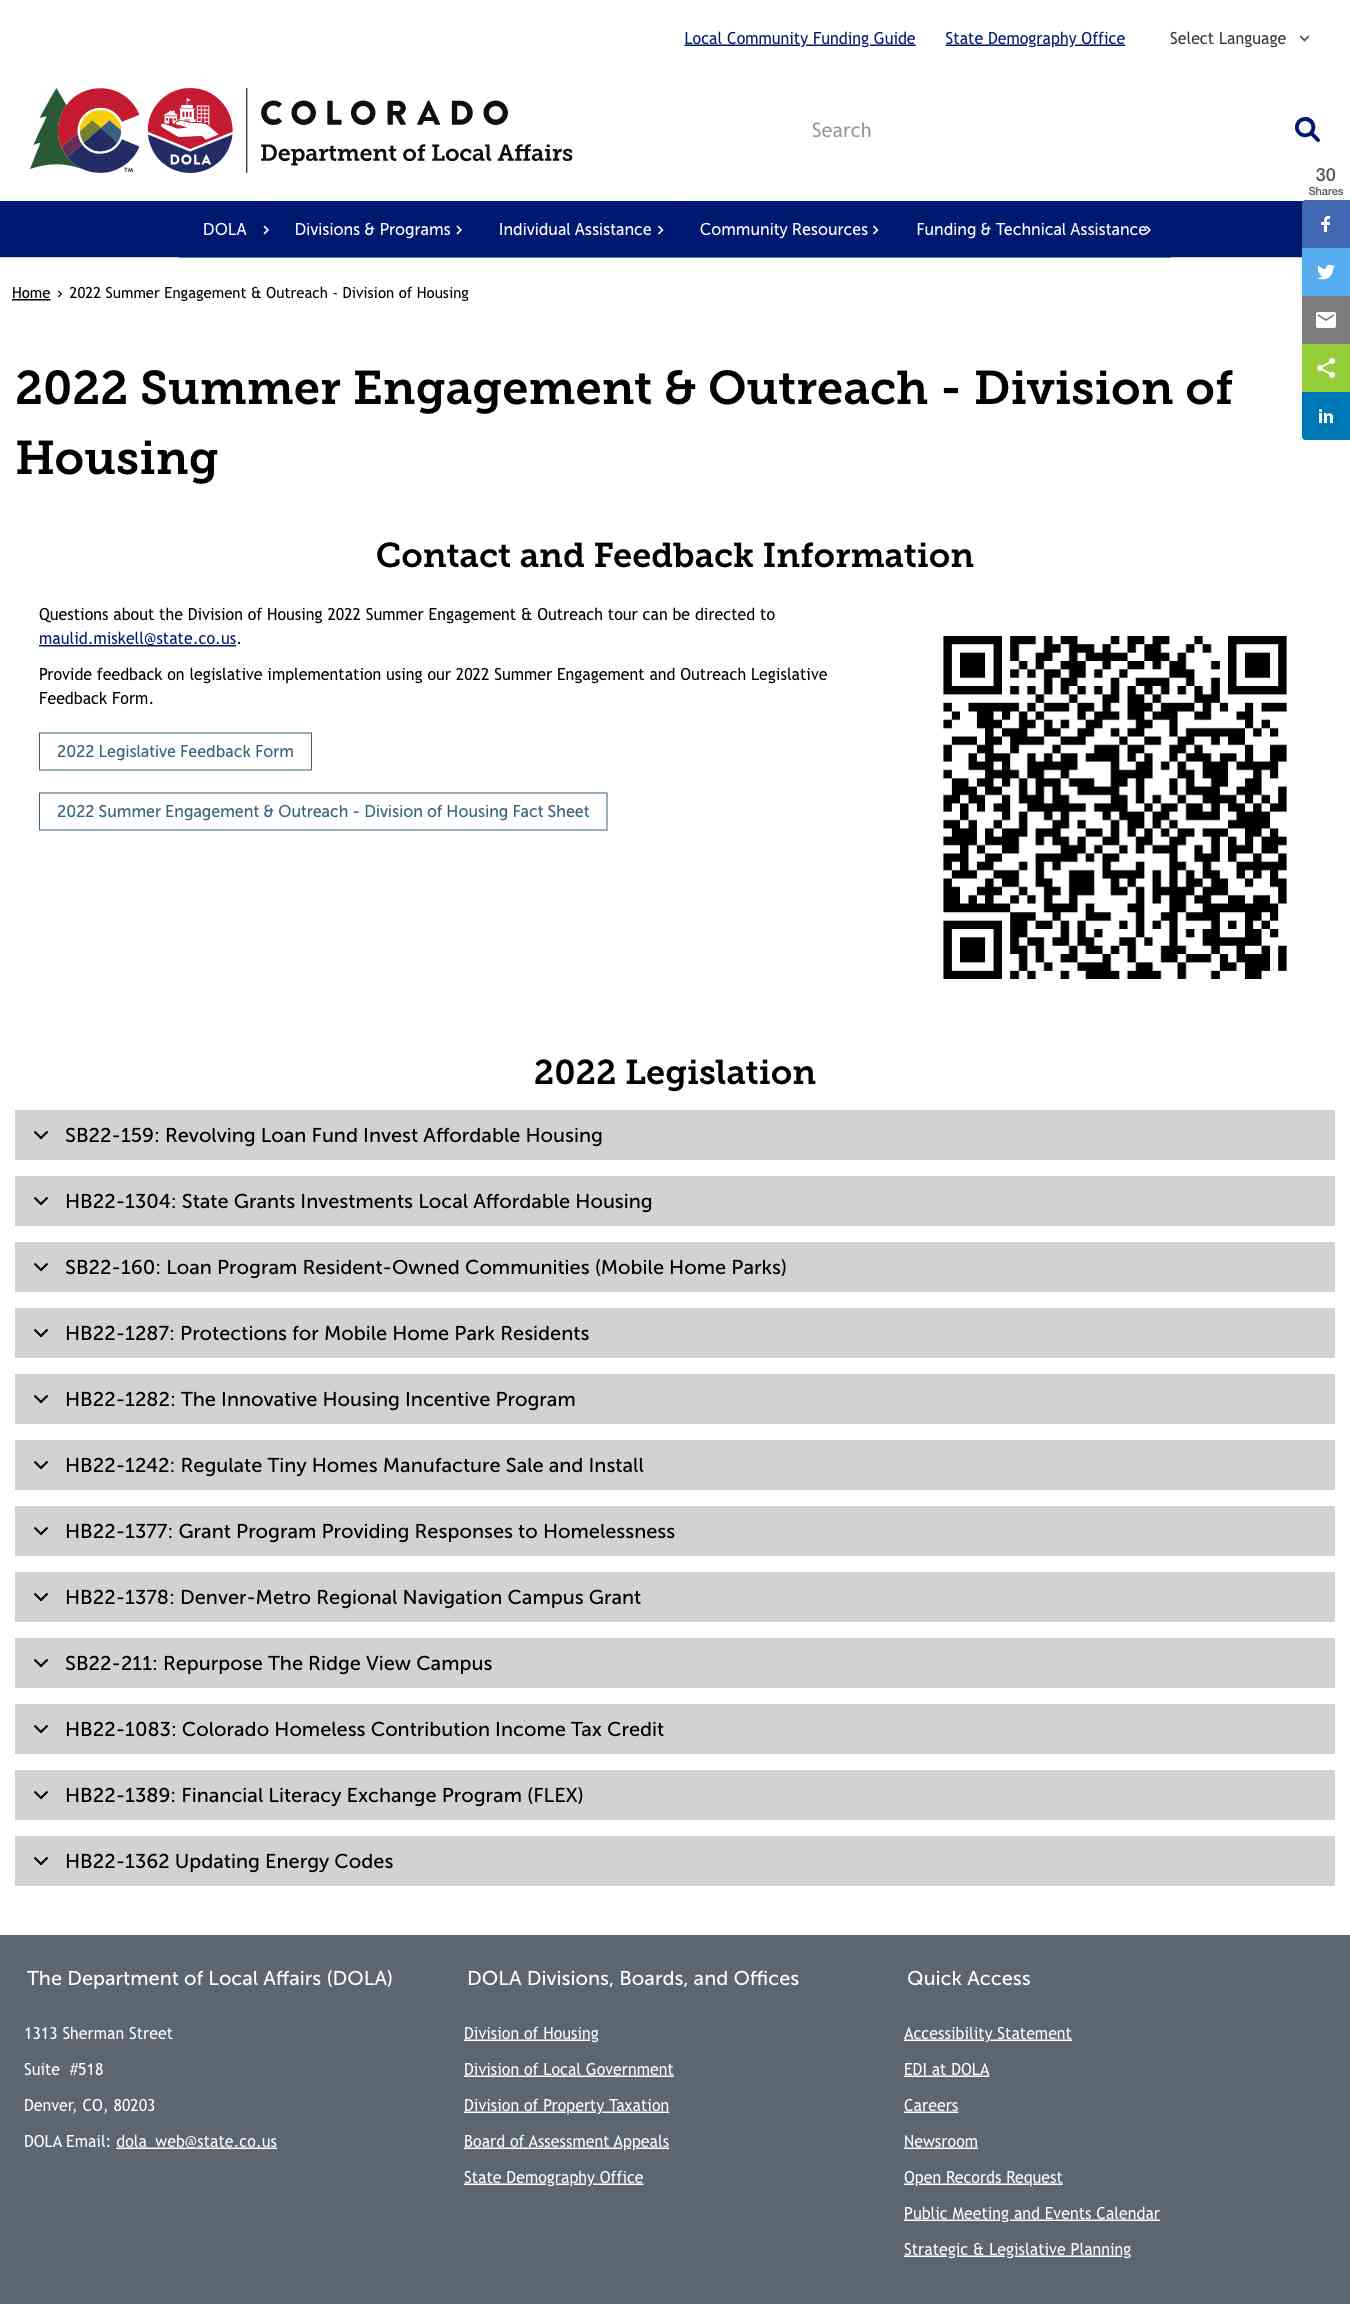 Local Community Funding Guide State Demography Office Select Language
COLORADO
Department of Local Affairs
DOLA
TM
Search
30
Shares
DOLA Divisions & Programs Individual Assistance Community Resources Funding & Technical Assistance
Home › 2022 Summer Engagement & Outreach - Division of Housing
2022 Summer Engagement & Outreach - Division of
Housing
Contact and Feedback Information
Questions about the Division of Housing 2022 Summer Engagement & Outreach tour can be directed to
maulid.miskell@state.co.us.
Provide feedback on legislative implementation using our 2022 Summer Engagement and Outreach Legislative
Feedback Form.
2022 Legislative Feedback Form
2022 Summer Engagement & Outreach - Division of Housing Fact Sheet
2022 Legislation
SB22-159: Revolving Loan Fund Invest Affordable Housing
HB22-1304: State Grants Investments Local Affordable Housing
SB22-160: Loan Program Resident-Owned Communities (Mobile Home Parks)
HB22-1287: Protections for Mobile Home Park Residents
HB22-1282: The Innovative Housing Incentive Program
HB22-1242: Regulate Tiny Homes Manufacture Sale and Install
HB22-1377: Grant Program Providing Responses to Homelessness
HB22-1378: Denver-Metro Regional Navigation Campus Grant
SB22-211: Repurpose The Ridge View Campus
HB22-1083: Colorado Homeless Contribution Income Tax Credit
HB22-1389: Financial Literacy Exchange Program (FLEX)
HB22-1362 Updating Energy Codes
The Department of Local Affairs (DOLA)
1313 Sherman Street
Suite #518
Denver, CO, 80203
DOLA Email: dola_web@state.co.us
DOLA Divisions, Boards, and Offices
Division of Housing
Division of Local Government
Division of Property Taxation
Board of Assessment Appeals
State Demography Office
Quick Access
Accessibility Statement
EDI at DOLA
Careers
Newsroom
Open Records Request
Public Meeting and Events Calendar
Strategic & Legislative Planning